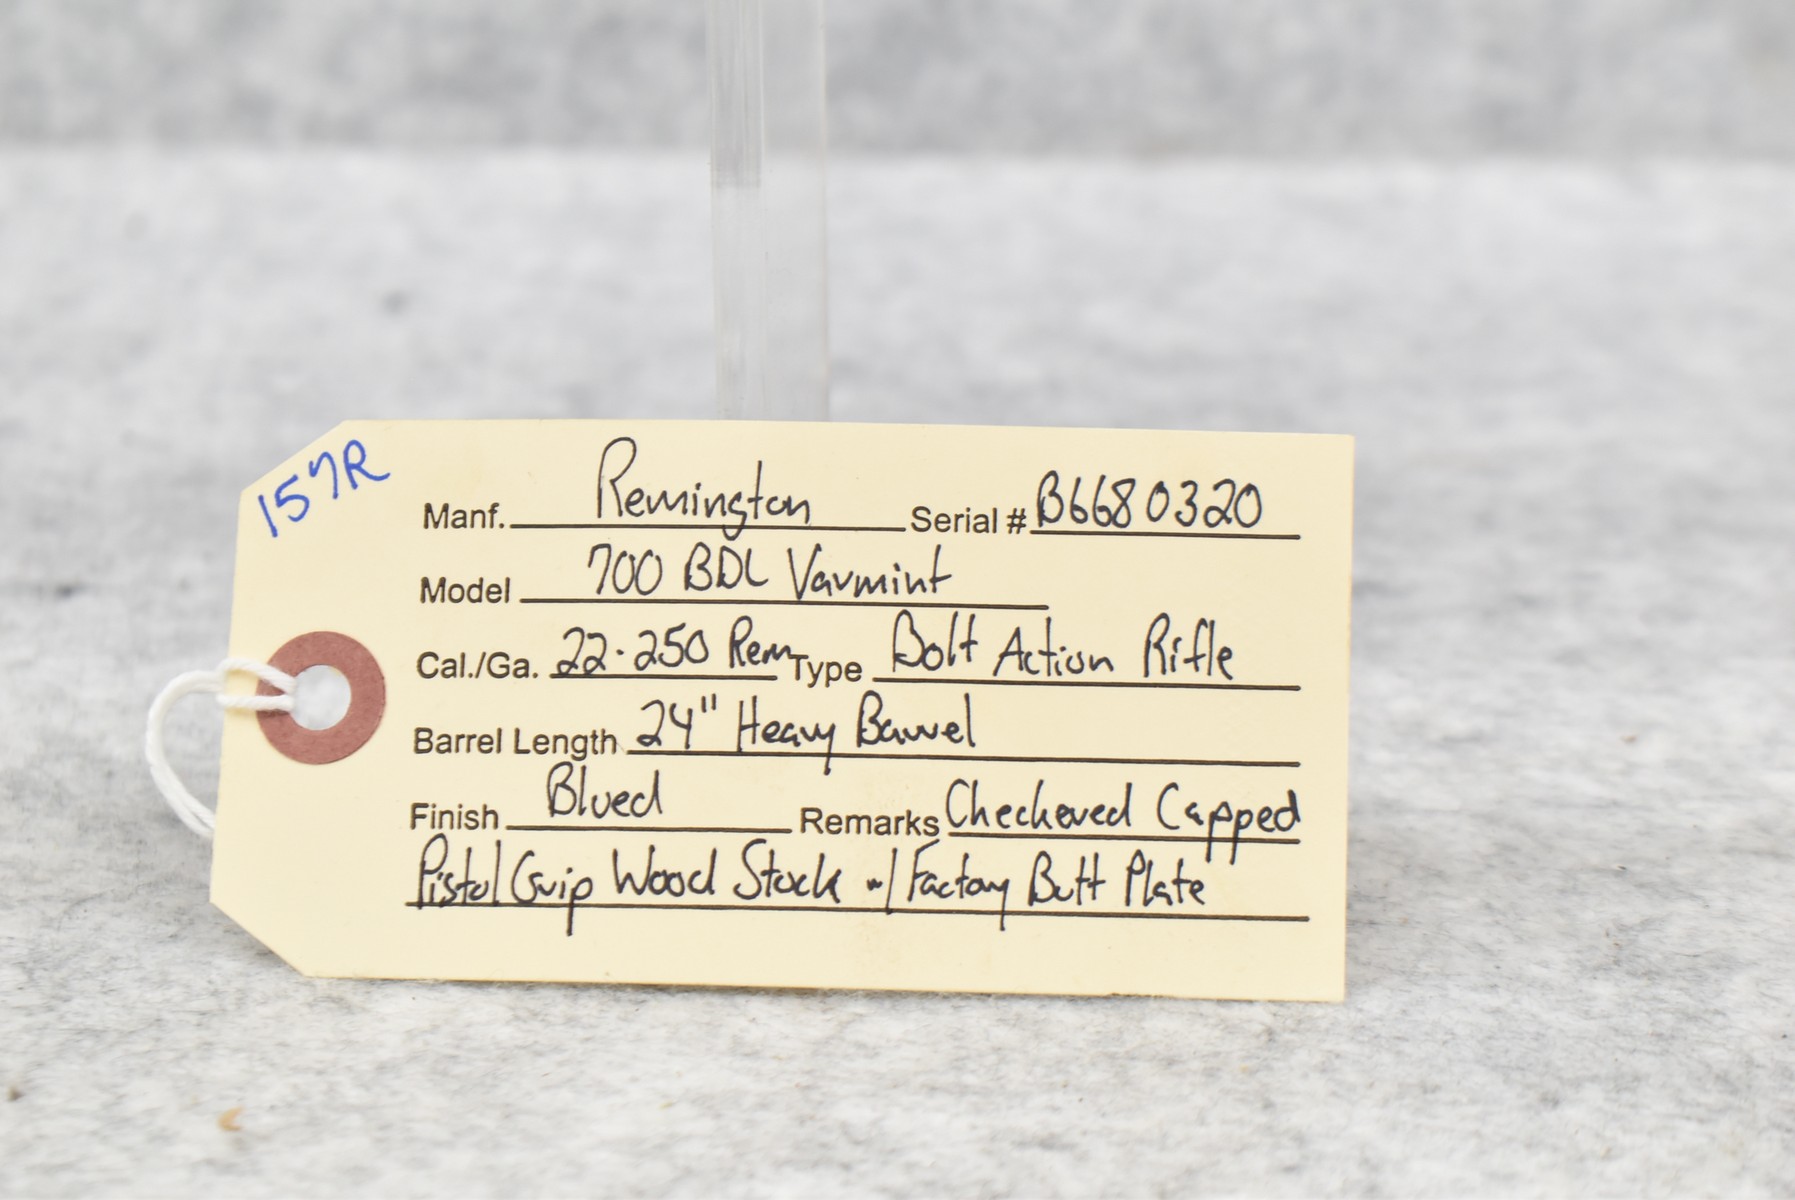 157R
Manf. Remington Serial # B6680320
Model 700 BDL Varmint
Cal./Ga. 22-250 Rem Type Bolt Action Rifle
Barrel Length 24" Heavy Barrel
Finish Blued Remarks Checkered Capped
Pistol Grip Wood Stock w/ Factory Butt Plate